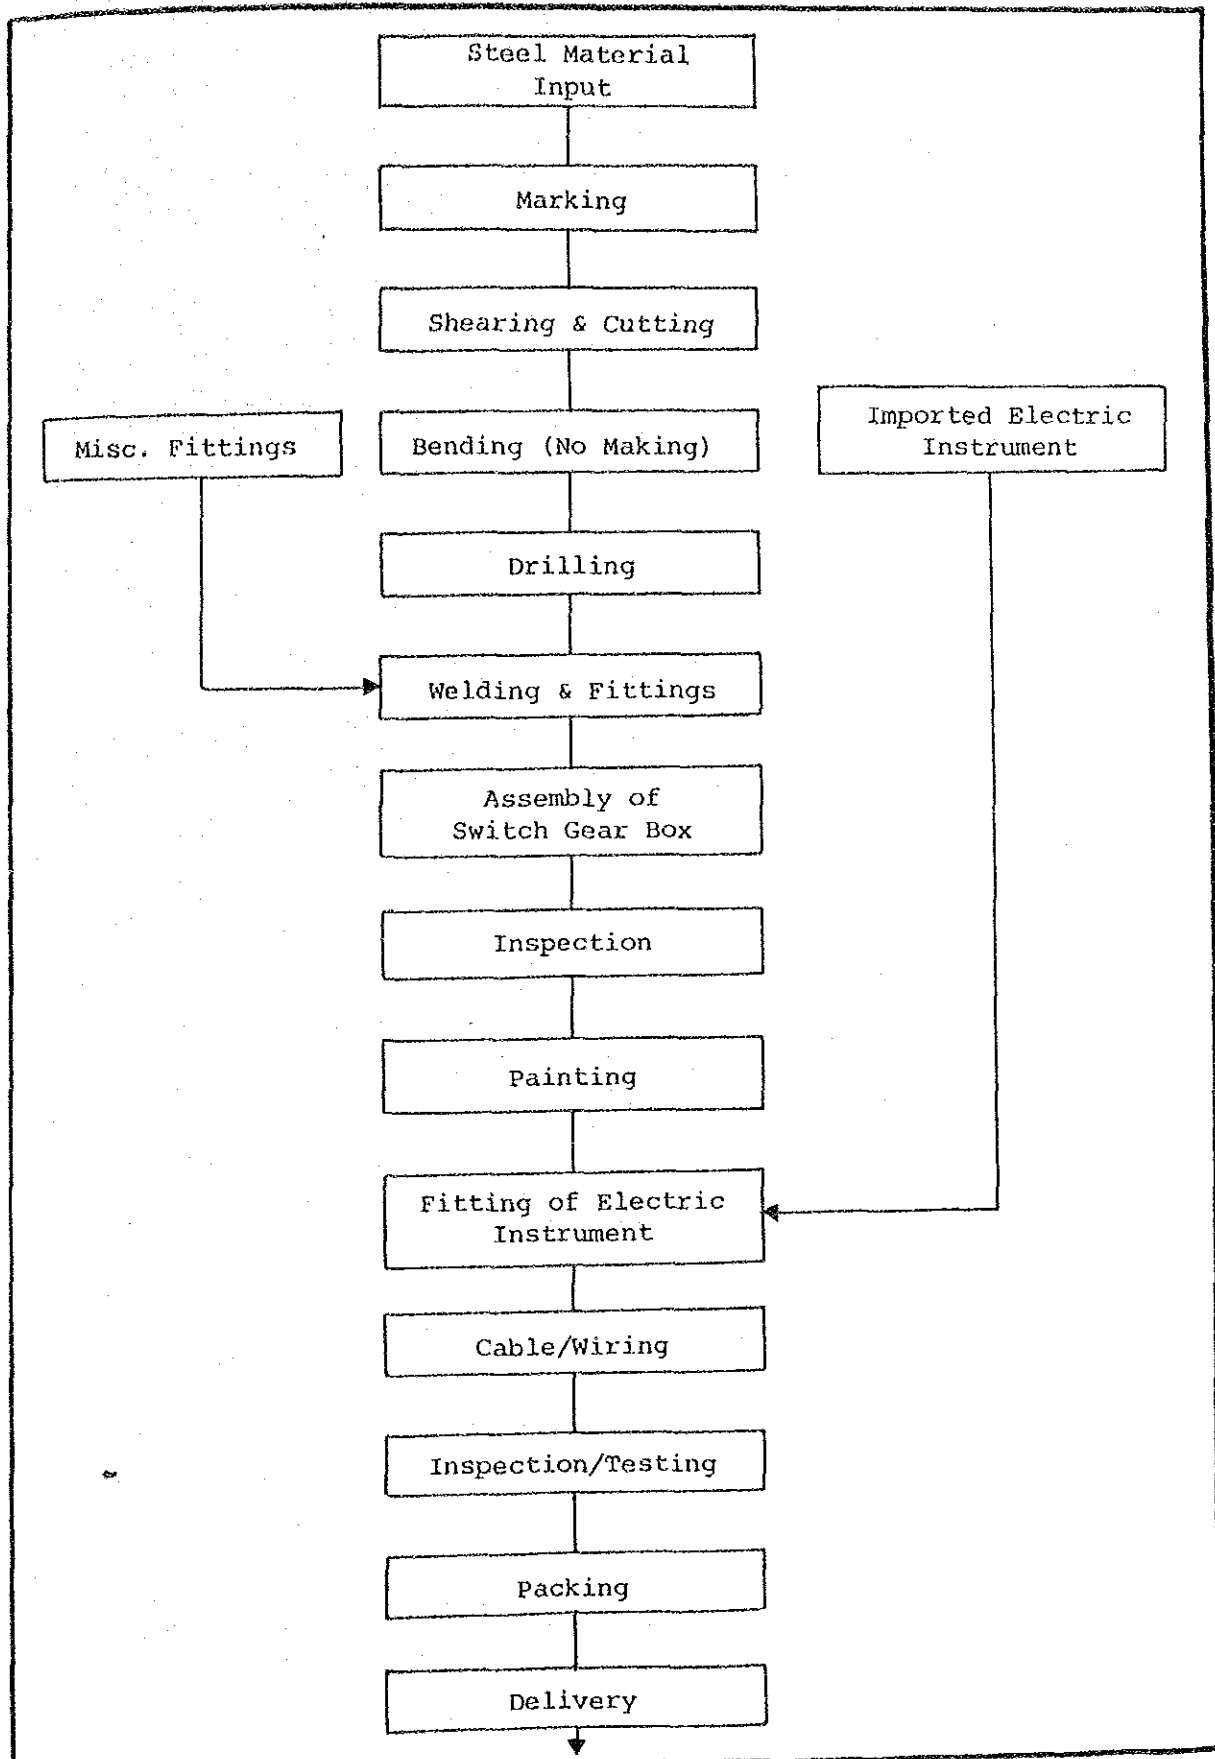 Steel Material
Input
Marking
Shearing & Cutting
Misc. Fittings
Bending (No Making)
Imported Electric
Instrument
Drilling
Welding & Fittings
Assembly of
Switch Gear Box
Inspection
Painting
Fitting of Electric
Instrument
Cable/Wiring
Inspection/Testing
Packing
Delivery